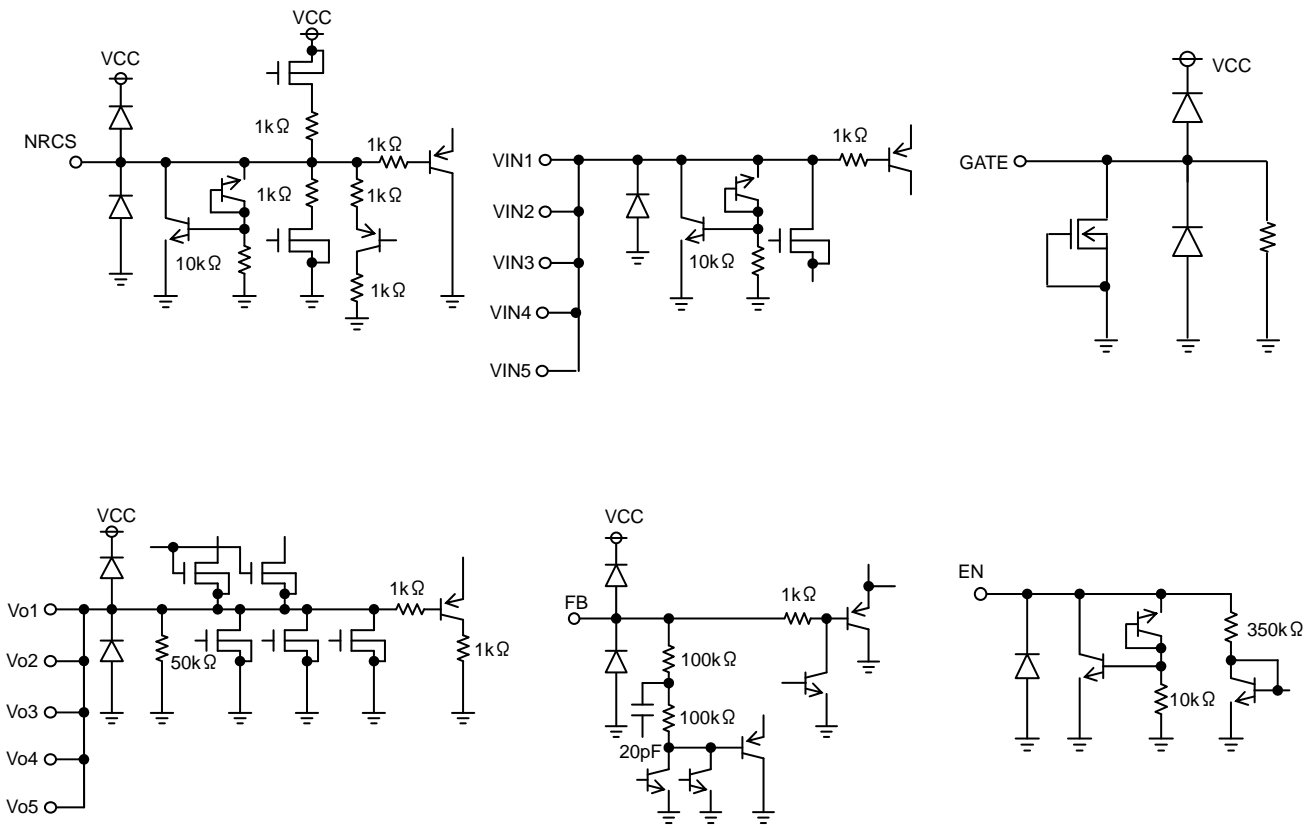 VCC
VCC
NRCS
1kΩ
1kΩ
1kΩ
1kΩ
10kΩ
1kΩ
VIN1
VIN2
VIN3
VIN4
VIN5
1kΩ
10kΩ
VCC
GATE
VCC
Vo1
Vo2
Vo3
Vo4
Vo5
50kΩ
1kΩ
1kΩ
VCC
FB
1kΩ
100kΩ
100kΩ
20pF
EN
350kΩ
10kΩ